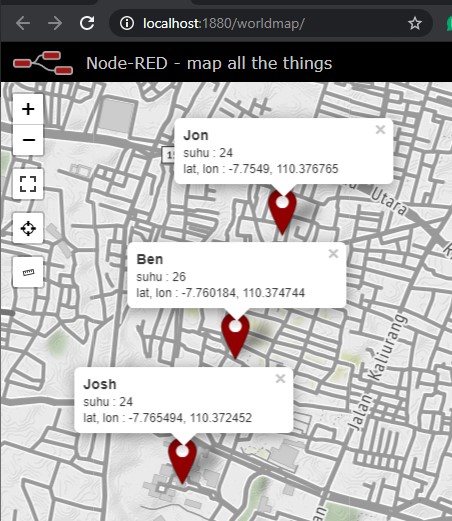 localhost:1880/worldmap/
Node-RED - map all the things
Jon
suhu : 24
lat, lon : -7.7549, 110.376765
Utara
Ben
suhu : 26
lat, lon : -7.760184, 110.374744
Jalan Kaliurang
Josh
suhu : 24
lat, lon : -7.765494, 110.372452